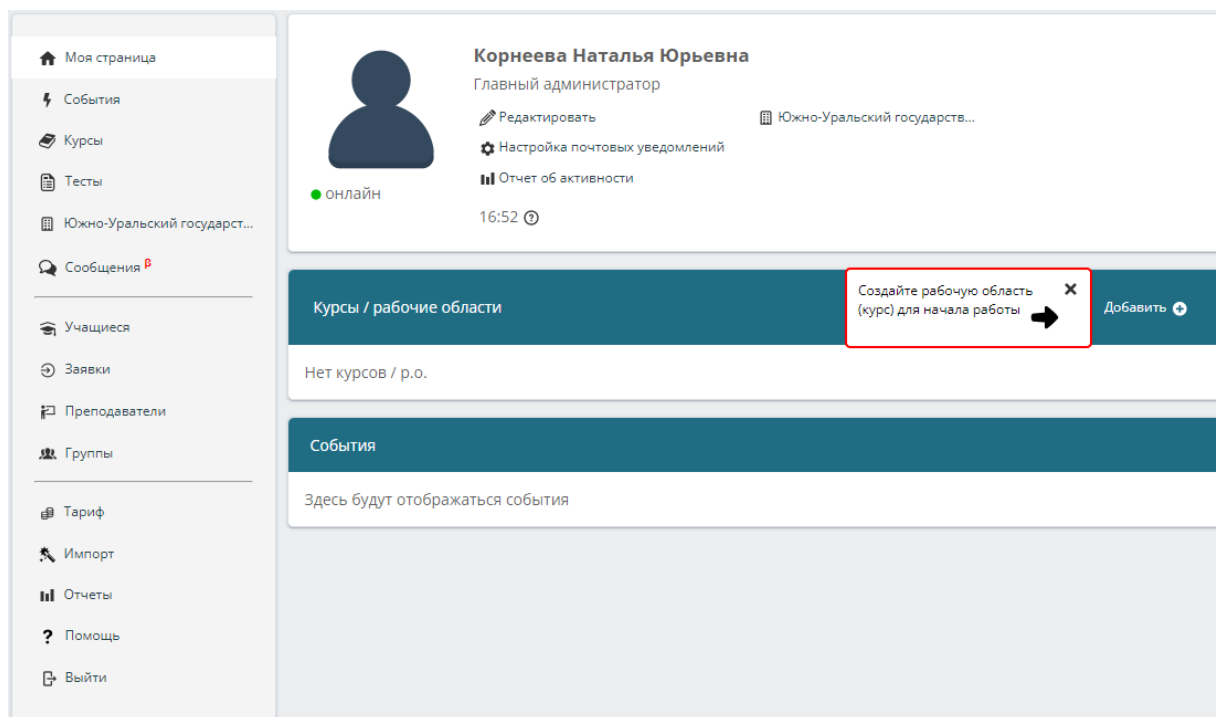 Моя страница
События
Курсы
Тесты
Южно-Уральский государст...
Сообщения β
Учащиеся
Заявки
Преподаватели
Группы
Тариф
Импорт
Отчеты
Помощь
Выйти
Корнеева Наталья Юрьевна
Главный администратор
Редактировать
Южно-Уральский государств...
Настройка почтовых уведомлений
Отчет об активности
онлайн
16:52
Курсы / рабочие области
Создайте рабочую область
(курс) для начала работы
Добавить
Нет курсов / р.о.
События
Здесь будут отображаться события